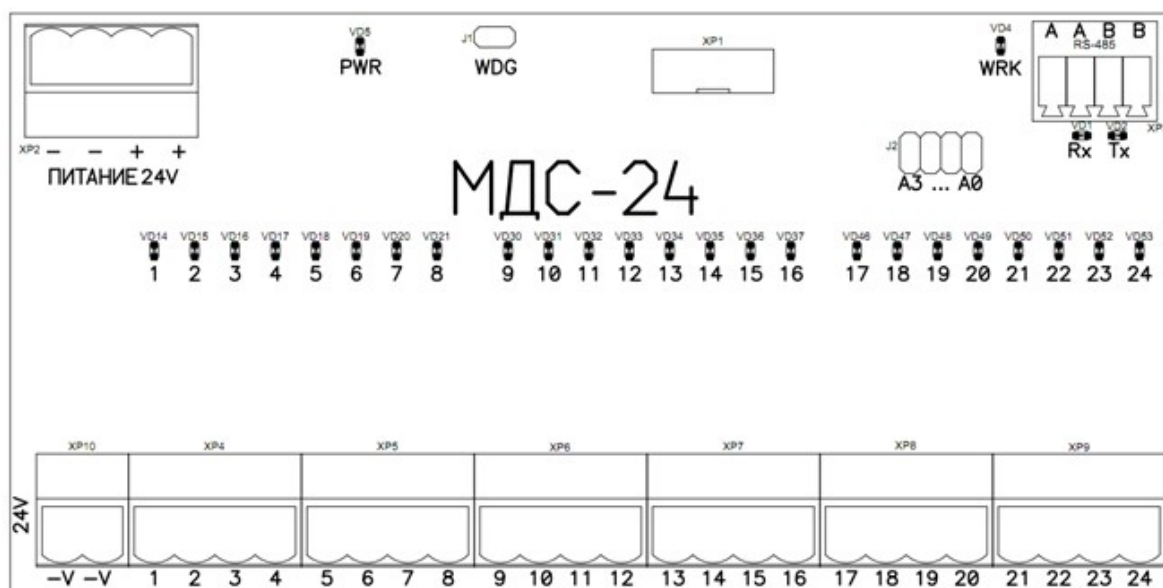 VD5 J1 XP1 VD4 A A B B
PWR WDG WRK RS-485
XP2 − − + + J2 VD1 VD2 XP
ПИТАНИЕ 24V A3 ... A0 Rx Tx
МДС-24
VD14 VD15 VD16 VD17 VD18 VD19 VD20 VD21 VD30 VD31 VD32 VD33 VD34 VD35 VD36 VD37 VD46 VD47 VD48 VD49 VD50 VD51 VD52 VD53
1 2 3 4 5 6 7 8 9 10 11 12 13 14 15 16 17 18 19 20 21 22 23 24
XP10 XP4 XP5 XP6 XP7 XP8 XP9
24V
−V −V 1 2 3 4 5 6 7 8 9 10 11 12 13 14 15 16 17 18 19 20 21 22 23 24